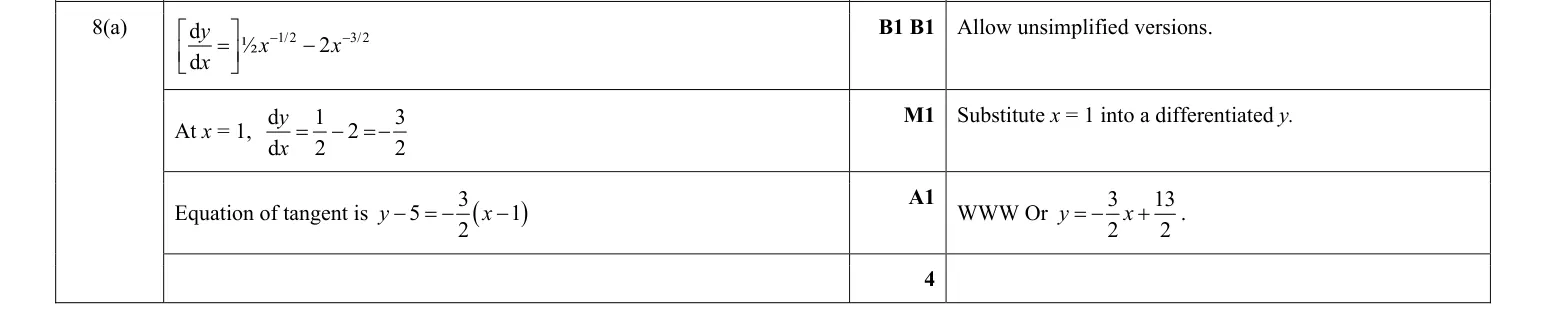 8(a) [dy/dx =] ½x^(−1/2) − 2x^(−3/2) B1 B1 Allow unsimplified versions.
At x = 1, dy/dx = 1/2 − 2 = −3/2 M1 Substitute x = 1 into a differentiated y.
Equation of tangent is y − 5 = −3/2(x − 1) A1 WWW Or y = −3/2x + 13/2.
4